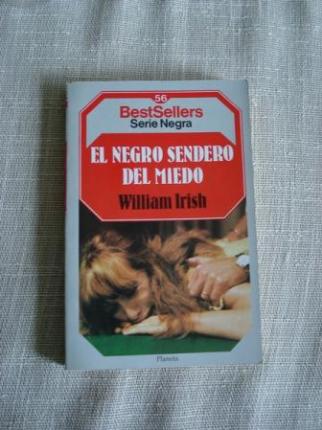 56
BestSellers
Serie Negra
EL NEGRO SENDERO
DEL MIEDO
William Irish
Planeta